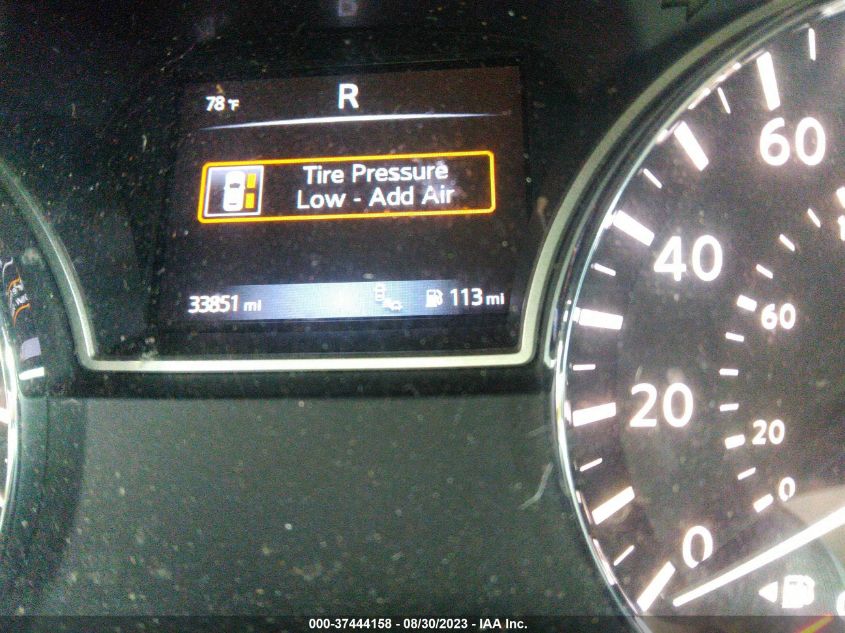 78 °F
R
Tire Pressure
Low - Add Air
33851 mi
113 mi
60
40
20
0
60
20
0
000-37444158 - 08/30/2023 - IAA Inc.